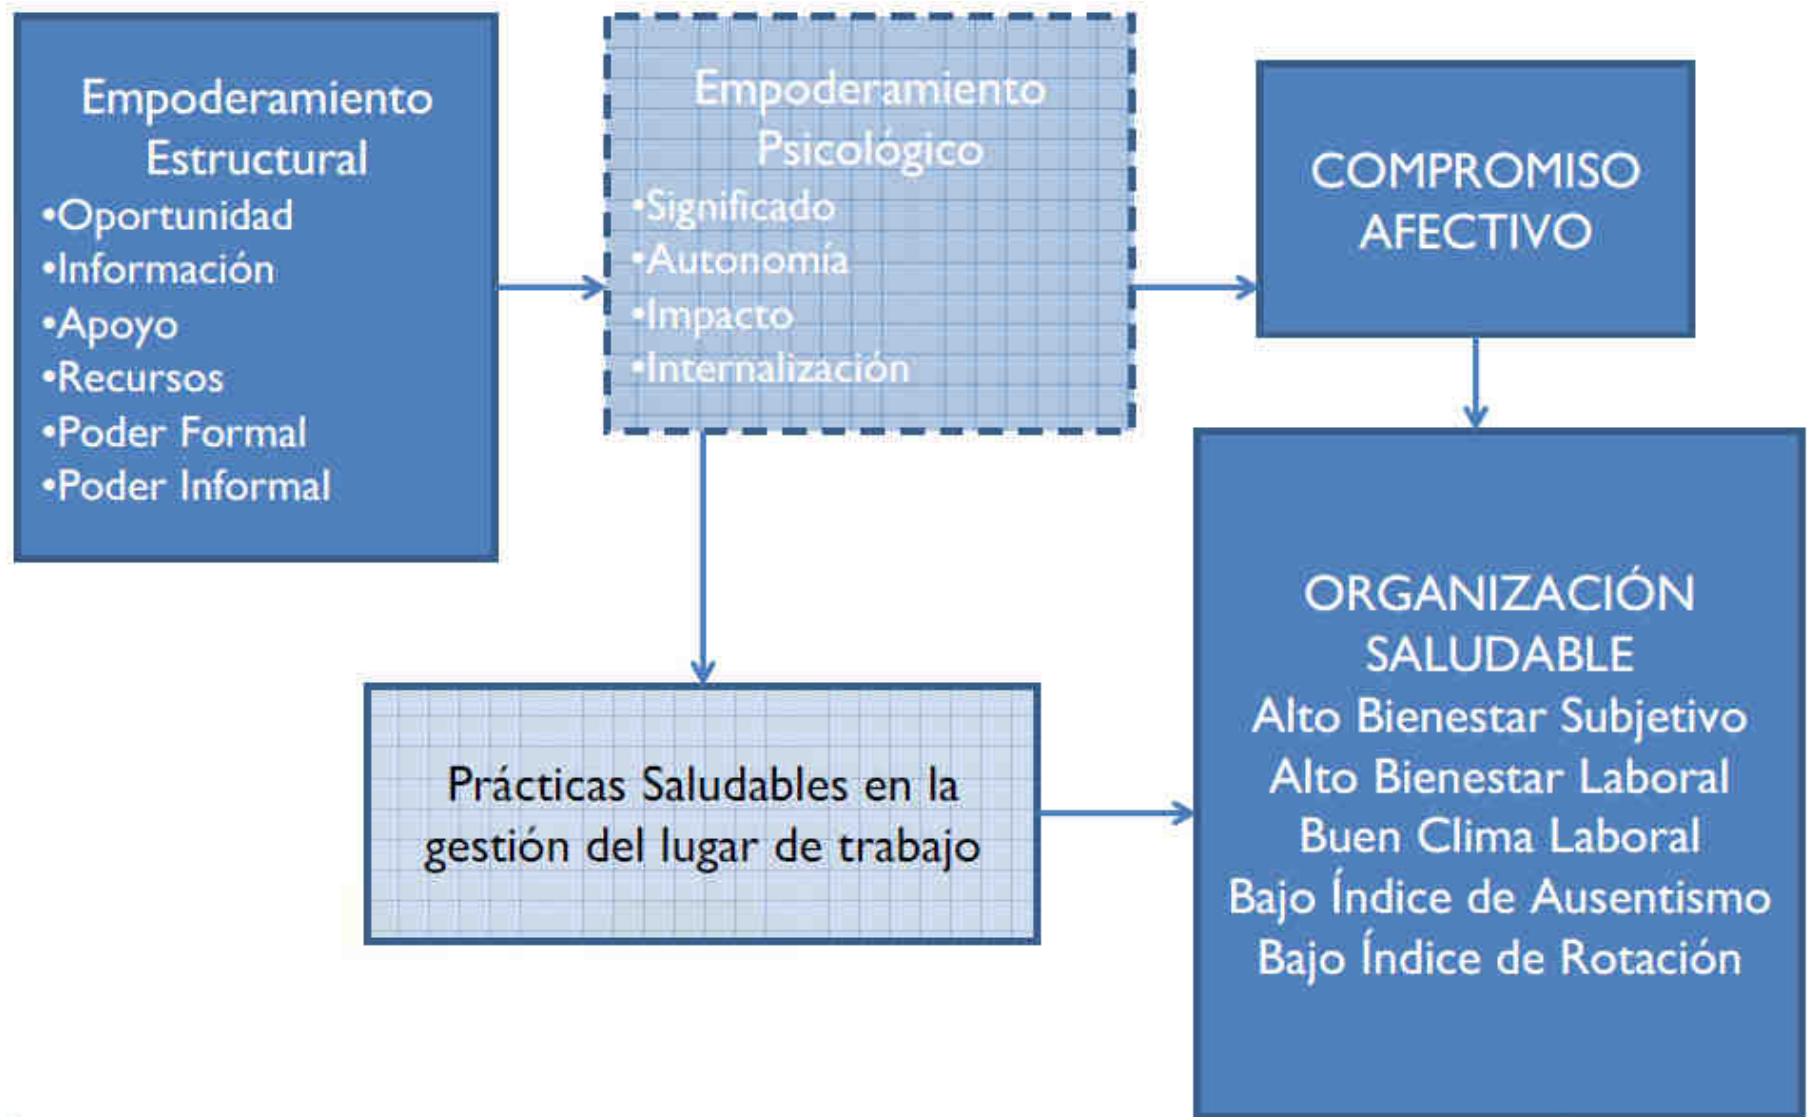 Empoderamiento
Estructural
•Oportunidad
•Información
•Apoyo
•Recursos
•Poder Formal
•Poder Informal
Empoderamiento
Psicológico
•Significado
•Autonomía
•Impacto
•Internalización
COMPROMISO
AFECTIVO
Prácticas Saludables en la
gestión del lugar de trabajo
ORGANIZACIÓN
SALUDABLE
Alto Bienestar Subjetivo
Alto Bienestar Laboral
Buen Clima Laboral
Bajo Índice de Ausentismo
Bajo Índice de Rotación